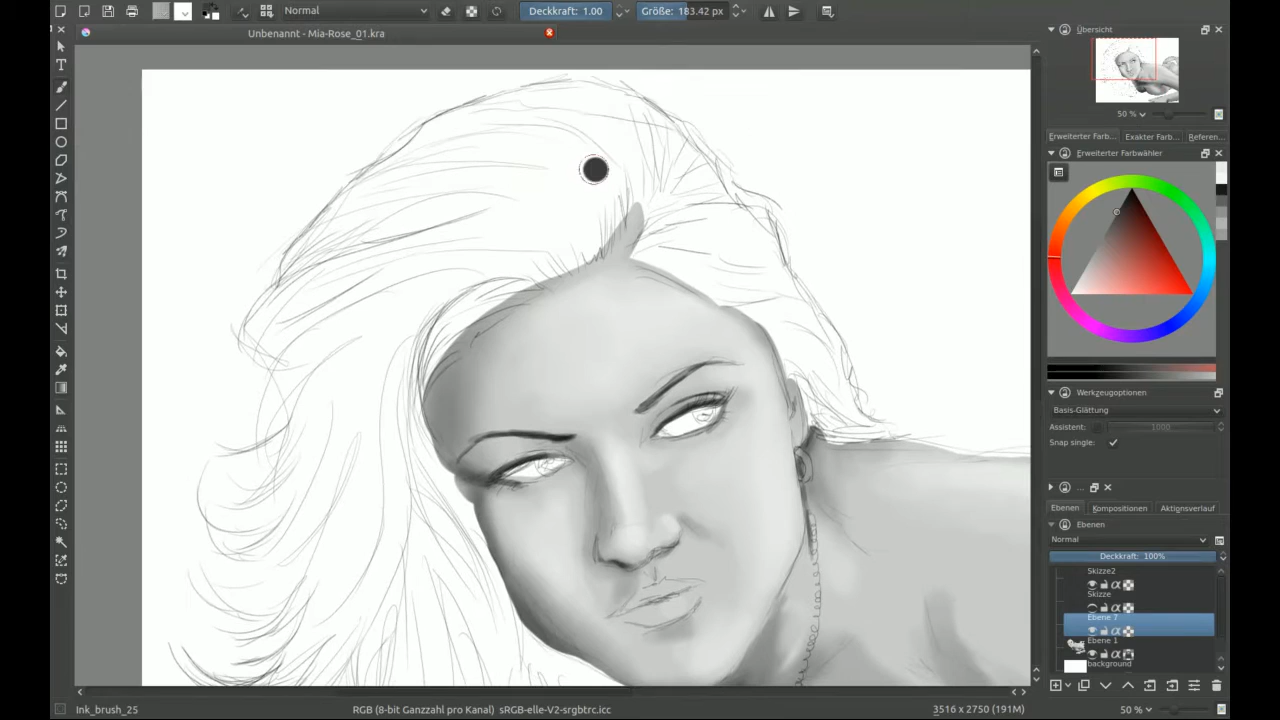 Normal
Deckkraft: 1.00
Größe: 183.42 px
Unbenannt - Mia-Rose_01.kra
Übersicht
50 %
Erweiterter Farb...
Exakter Farb...
Referen...
Erweiterter Farbwähler
Werkzeugoptionen
Basis-Glättung
Assistent:
1000
Snap single:
...
Ebenen
Kompositionen
Aktionsverlauf
Ebenen
Normal
Deckkraft: 100%
Skizze2
Skizze
Ebene 7
Ebene 1
background
Ink_brush_25
RGB (8-bit Ganzzahl pro Kanal) sRGB-elle-V2-srgbtrc.icc
3516 x 2750 (191M)
50 %